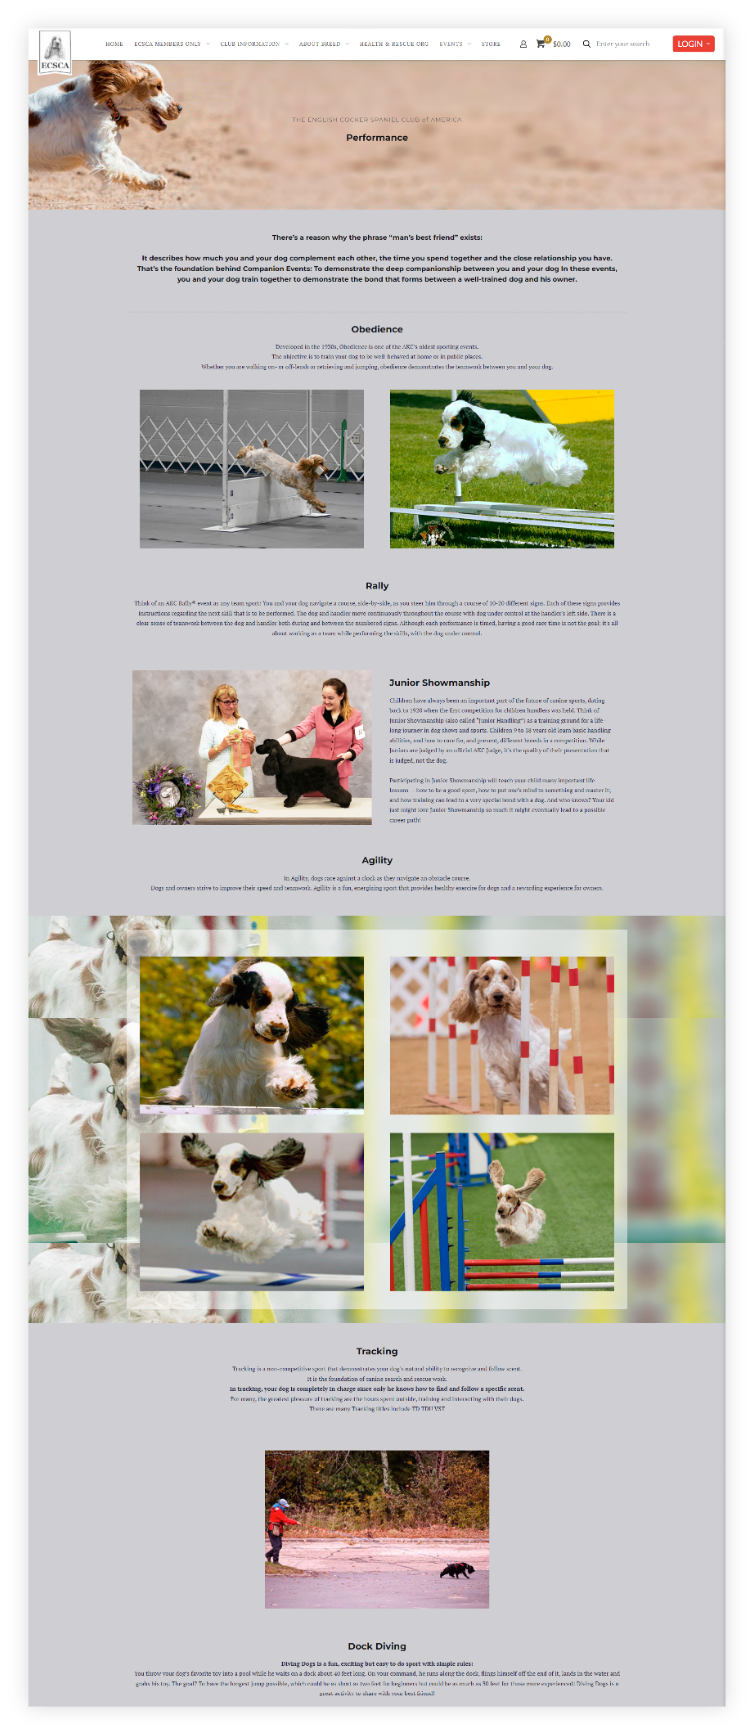 ECSCA
HOME ECSCA MEMBERS ONLY CLUB INFORMATION ABOUT BREED HEALTH & RESCUE ORG EVENTS STORE 0 $0.00 Enter your search LOGIN
THE ENGLISH COCKER SPANIEL CLUB of AMERICA
Performance
There's a reason why the phrase "man's best friend" exists:
It describes how much you and your dog complement each other, the time you spend together and the close relationship you have.
That's the foundation behind Companion Events: To demonstrate the deep companionship between you and your dog In these events,
you and your dog train together to demonstrate the bond that forms between a well-trained dog and his owner.
Obedience
Developed in the 1930s, Obedience is one of the AKC's oldest sporting events.
The objective is to train your dog to be well-behaved at home or in public places.
Whether you are walking on- or off-leash or retrieving and jumping, obedience demonstrates the teamwork between you and your dog.
Rally
Think of an AKC Rally® event as any team sport: You and your dog navigate a course, side-by-side, as you steer him through a course of 10-20 different signs. Each of these signs provides
instructions regarding the next skill that is to be performed. The dog and handler move continuously throughout the course with dog under control at the handler's left side. There is a
clear sense of teamwork between the dog and handler both during and between the numbered signs. Although each performance is timed, having a good race time is not the goal: it's all
about working as a team while performing the skills, with the dog under control.
Junior Showmanship
Children have always been an important part of the future of canine sports, dating
back to 1920 when the first competition for children handlers was held. Think of
Junior Showmanship (also called "Junior Handling") as a training ground for a life-
long journey in dog shows and sports. Children 9 to 18 years old learn basic handling
abilities, and how to care for, and present, different breeds in a competition. While
Juniors are judged by an official AKC Judge, it's the quality of their presentation that
is judged, not the dog.
Participating in Junior Showmanship will teach your child many important life
lessons – how to be a good sport, how to put one's mind to something and master it,
and how training can lead to a very special bond with a dog. And who knows? Your kid
just might love Junior Showmanship so much it might eventually lead to a possible
career path!
Agility
In Agility, dogs race against a clock as they navigate an obstacle course.
Dogs and owners strive to improve their speed and teamwork. Agility is a fun, energizing sport that provides healthy exercise for dogs and a rewarding experience for owners.
Tracking
Tracking is a non-competitive sport that demonstrates your dog's natural ability to recognize and follow scent.
It is the foundation of canine search and rescue work.
In tracking, your dog is completely in charge since only he knows how to find and follow a specific scent.
For many, the greatest pleasure of tracking are the hours spent outside, training and interacting with their dogs.
There are many Tracking titles include TD TDU VST
Dock Diving
Diving Dogs is a fun, exciting but easy to do sport with simple rules:
You throw your dog's favorite toy into a pool while he waits on a dock about 40 feet long. On your command, he runs along the dock, flings himself off the end of it, lands in the water and
grabs his toy. The goal? To have the longest jump possible, which could be as short as two feet for beginners but could be as much as 30 feet for those more experienced! Diving Dogs is a
great activity to share with your best friend!